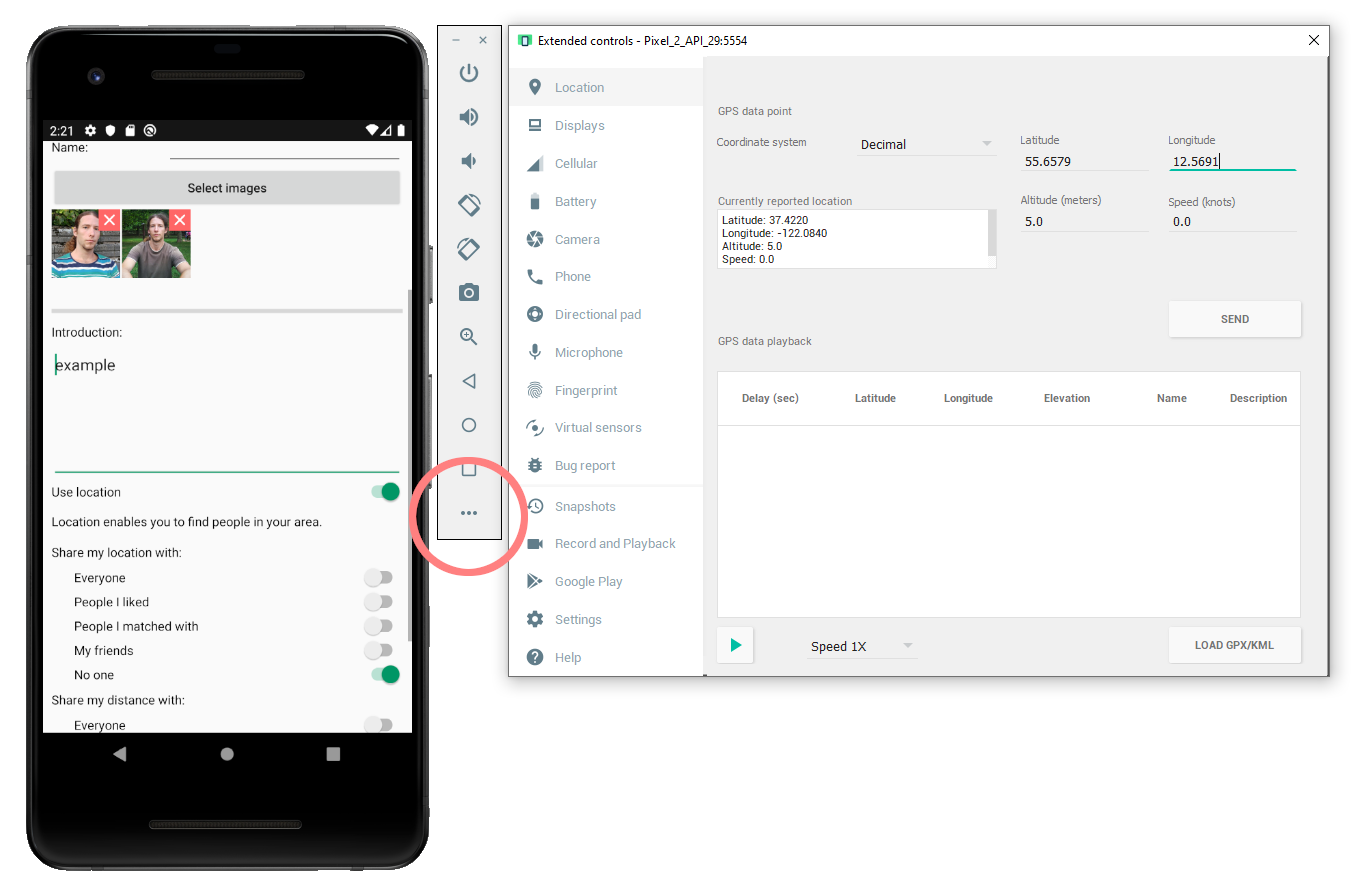 2:21
Name:
Select images
Introduction:
example
Use location
Location enables you to find people in your area.
Share my location with:
Everyone
People I liked
People I matched with
My friends
No one
Share my distance with:
Everyone
Extended controls - Pixel_2_API_29:5554
Location
Displays
Cellular
Battery
Camera
Phone
Directional pad
Microphone
Fingerprint
Virtual sensors
Bug report
Snapshots
Record and Playback
Google Play
Settings
Help
GPS data point
Coordinate system Decimal
Latitude Longitude
55.6579 12.5691
Currently reported location
Latitude: 37.4220
Longitude: -122.0840
Altitude: 5.0
Speed: 0.0
Altitude (meters) Speed (knots)
5.0 0.0
SEND
GPS data playback
Delay (sec) Latitude Longitude Elevation Name Description
Speed 1X
LOAD GPX/KML